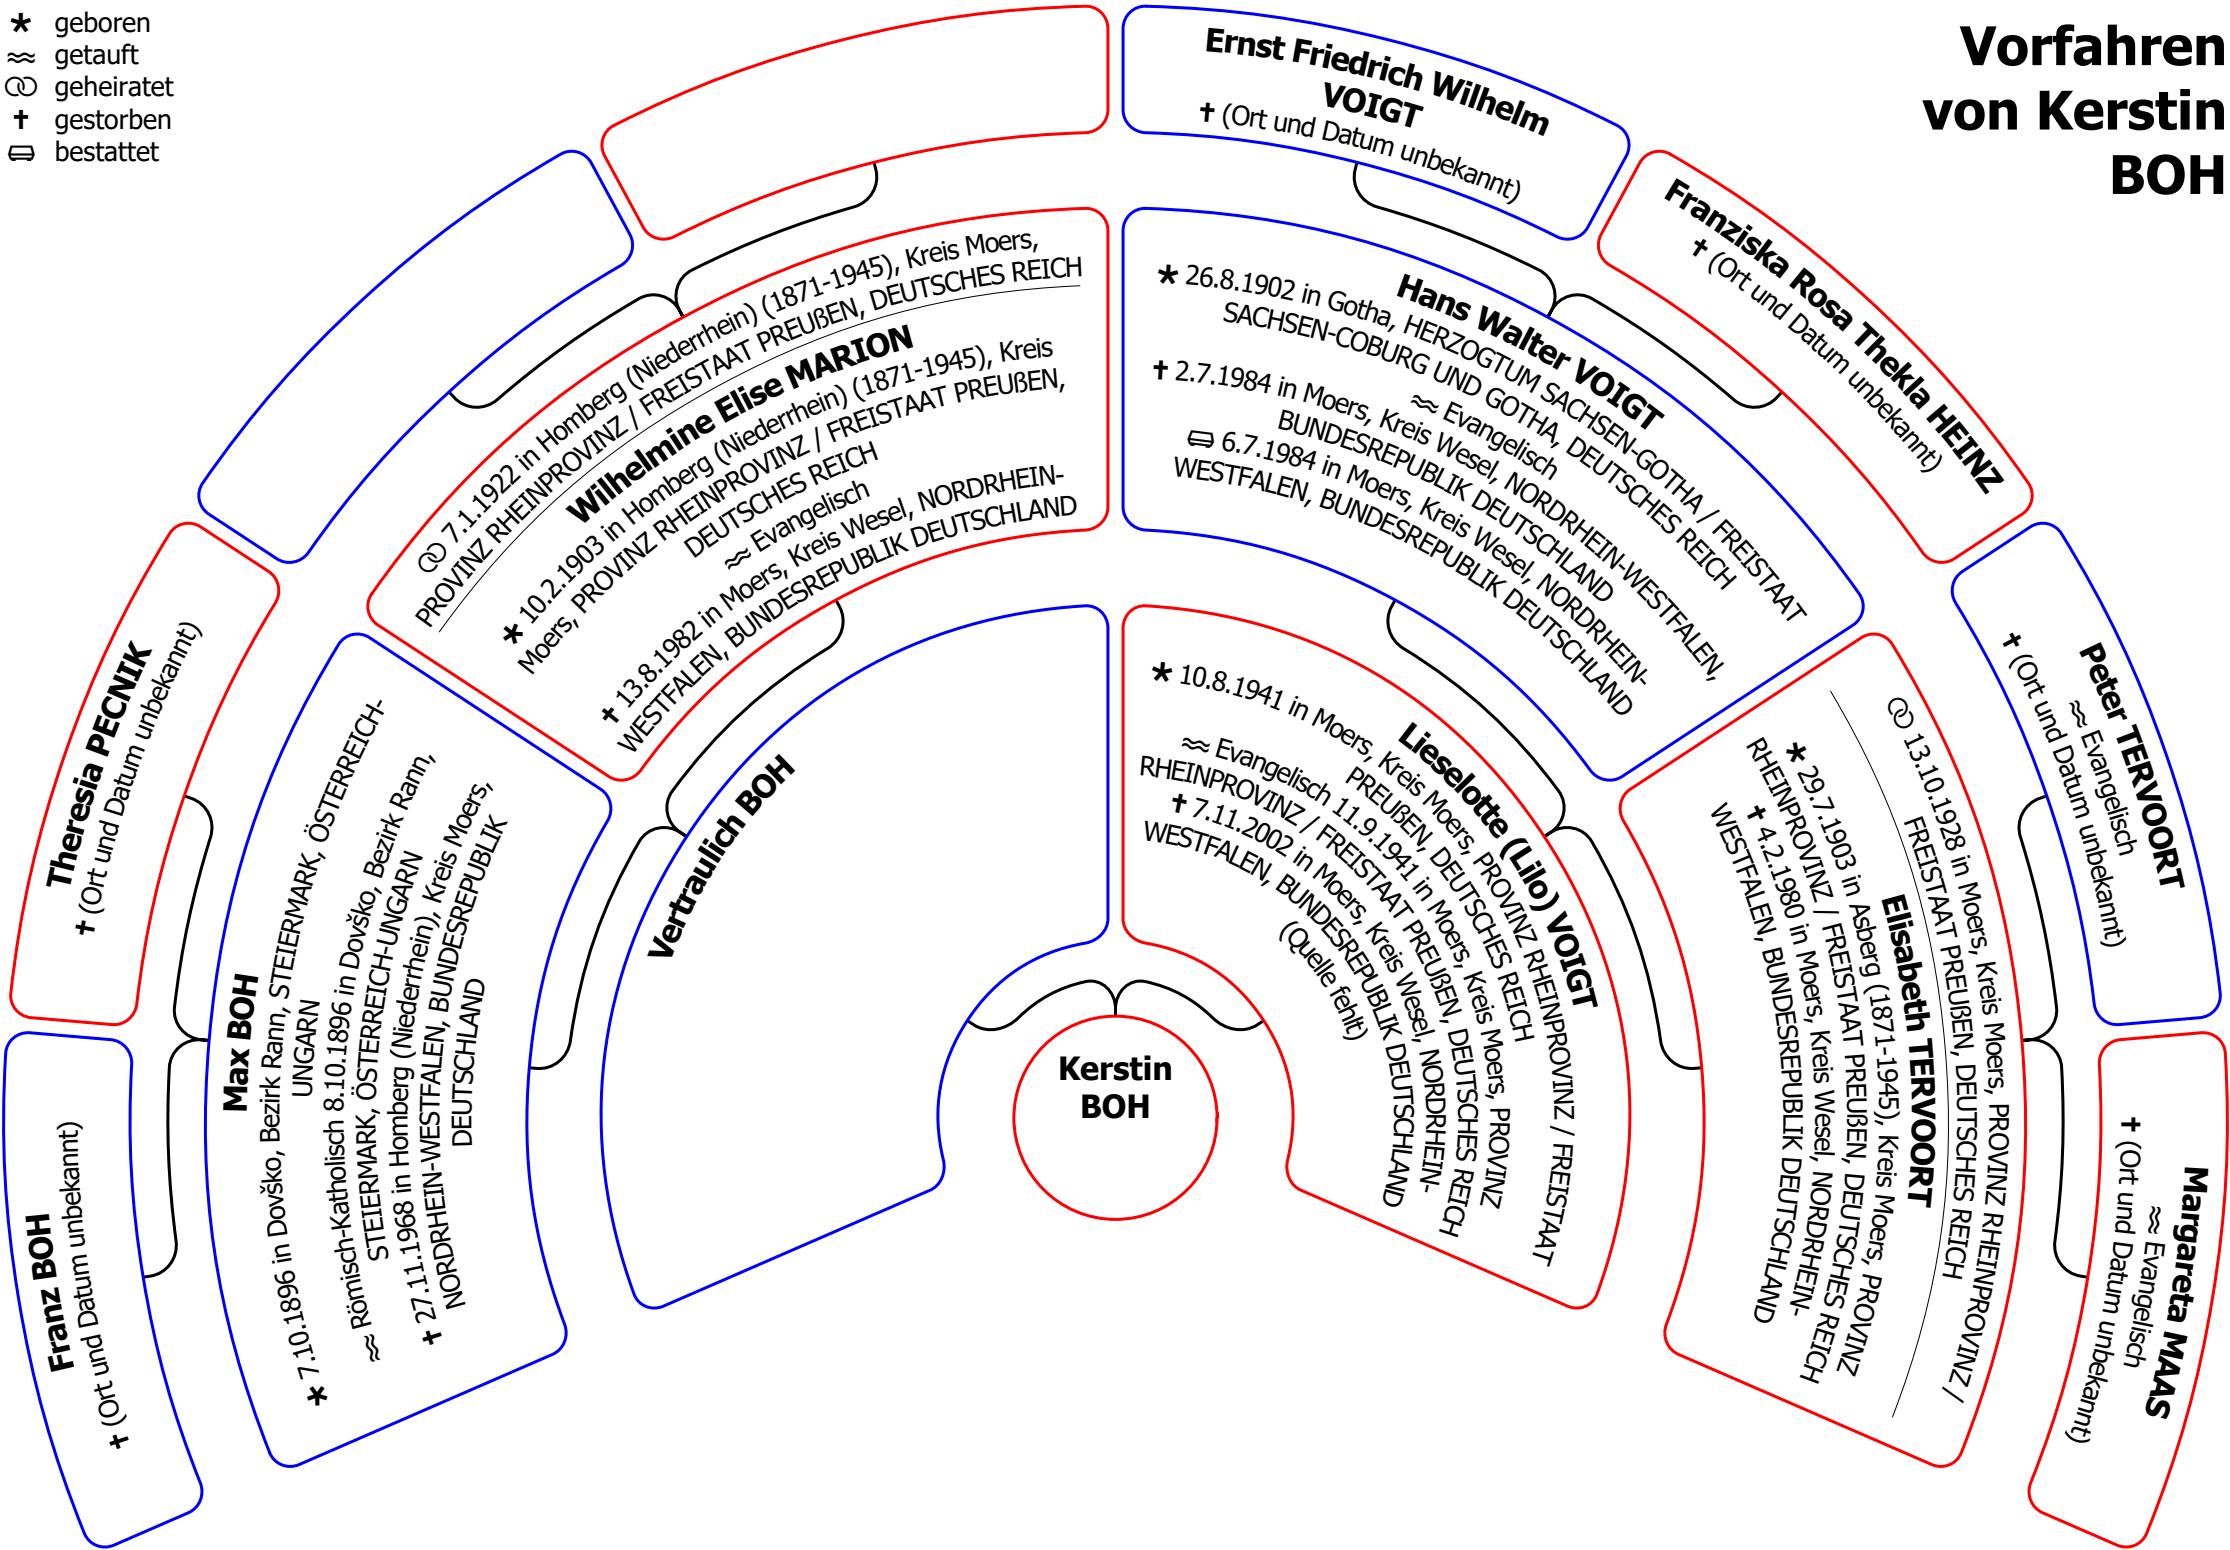 geboren
getauft
geheiratet
gestorben
bestattet
Vorfahren
von Kerstin
BOH
Franz BOH
✝ (Ort und Datum unbekannt)
Theresia PECNIK
✝ (Ort und Datum unbekannt)
Ernst Friedrich Wilhelm
VOIGT
✝ (Ort und Datum unbekannt)
Franziska Rosa Thekla HEINZ
✝ (Ort und Datum unbekannt)
Peter TERVOORT
Evangelisch
✝ (Ort und Datum unbekannt)
Margareta MAAS
Evangelisch
✝ (Ort und Datum unbekannt)
Max BOH
* 7.10.1896 in Dovško, Bezirk Rann, STEIERMARK, ÖSTERREICH-
UNGARN
Römisch-Katholisch 8.10.1896 in Dovško, Bezirk Rann,
STEIERMARK, ÖSTERREICH-UNGARN
✝ 27.11.1968 in Homberg (Niederrhein), Kreis Moers,
NORDRHEIN-WESTFALEN, BUNDESREPUBLIK
DEUTSCHLAND
7.1.1922 in Homberg (Niederrhein) (1871-1945), Kreis Moers,
PROVINZ RHEINPROVINZ / FREISTAAT PREUßEN, DEUTSCHES REICH
Wilhelmine Elise MARION
* 10.2.1903 in Homberg (Niederrhein) (1871-1945), Kreis
Moers, PROVINZ RHEINPROVINZ / FREISTAAT PREUßEN,
DEUTSCHES REICH
Evangelisch
✝ 13.8.1982 in Moers, Kreis Wesel, NORDRHEIN-
WESTFALEN, BUNDESREPUBLIK DEUTSCHLAND
Hans Walter VOIGT
* 26.8.1902 in Gotha, HERZOGTUM SACHSEN-GOTHA / FREISTAAT
SACHSEN-COBURG UND GOTHA, DEUTSCHES REICH
Evangelisch
✝ 2.7.1984 in Moers, Kreis Wesel, NORDRHEIN-WESTFALEN,
BUNDESREPUBLIK DEUTSCHLAND
6.7.1984 in Moers, Kreis Wesel, NORDRHEIN-
WESTFALEN, BUNDESREPUBLIK DEUTSCHLAND
13.10.1928 in Moers, Kreis Moers, PROVINZ RHEINPROVINZ /
FREISTAAT PREUßEN, DEUTSCHES REICH
Elisabeth TERVOORT
* 29.7.1903 in Asberg (1871-1945), Kreis Moers, PROVINZ
RHEINPROVINZ / FREISTAAT PREUßEN, DEUTSCHES REICH
✝ 4.2.1980 in Moers, Kreis Wesel, NORDRHEIN-
WESTFALEN, BUNDESREPUBLIK DEUTSCHLAND
Vertraulich BOH
Lieselotte (Lilo) VOIGT
* 10.8.1941 in Moers, Kreis Moers, PROVINZ RHEINPROVINZ / FREISTAAT
PREUßEN, DEUTSCHES REICH
Evangelisch 11.9.1941 in Moers, Kreis Moers, PROVINZ
RHEINPROVINZ / FREISTAAT PREUßEN, DEUTSCHES REICH
✝ 7.11.2002 in Moers, Kreis Wesel, NORDRHEIN-
WESTFALEN, BUNDESREPUBLIK DEUTSCHLAND
(Quelle fehlt)
Kerstin
BOH